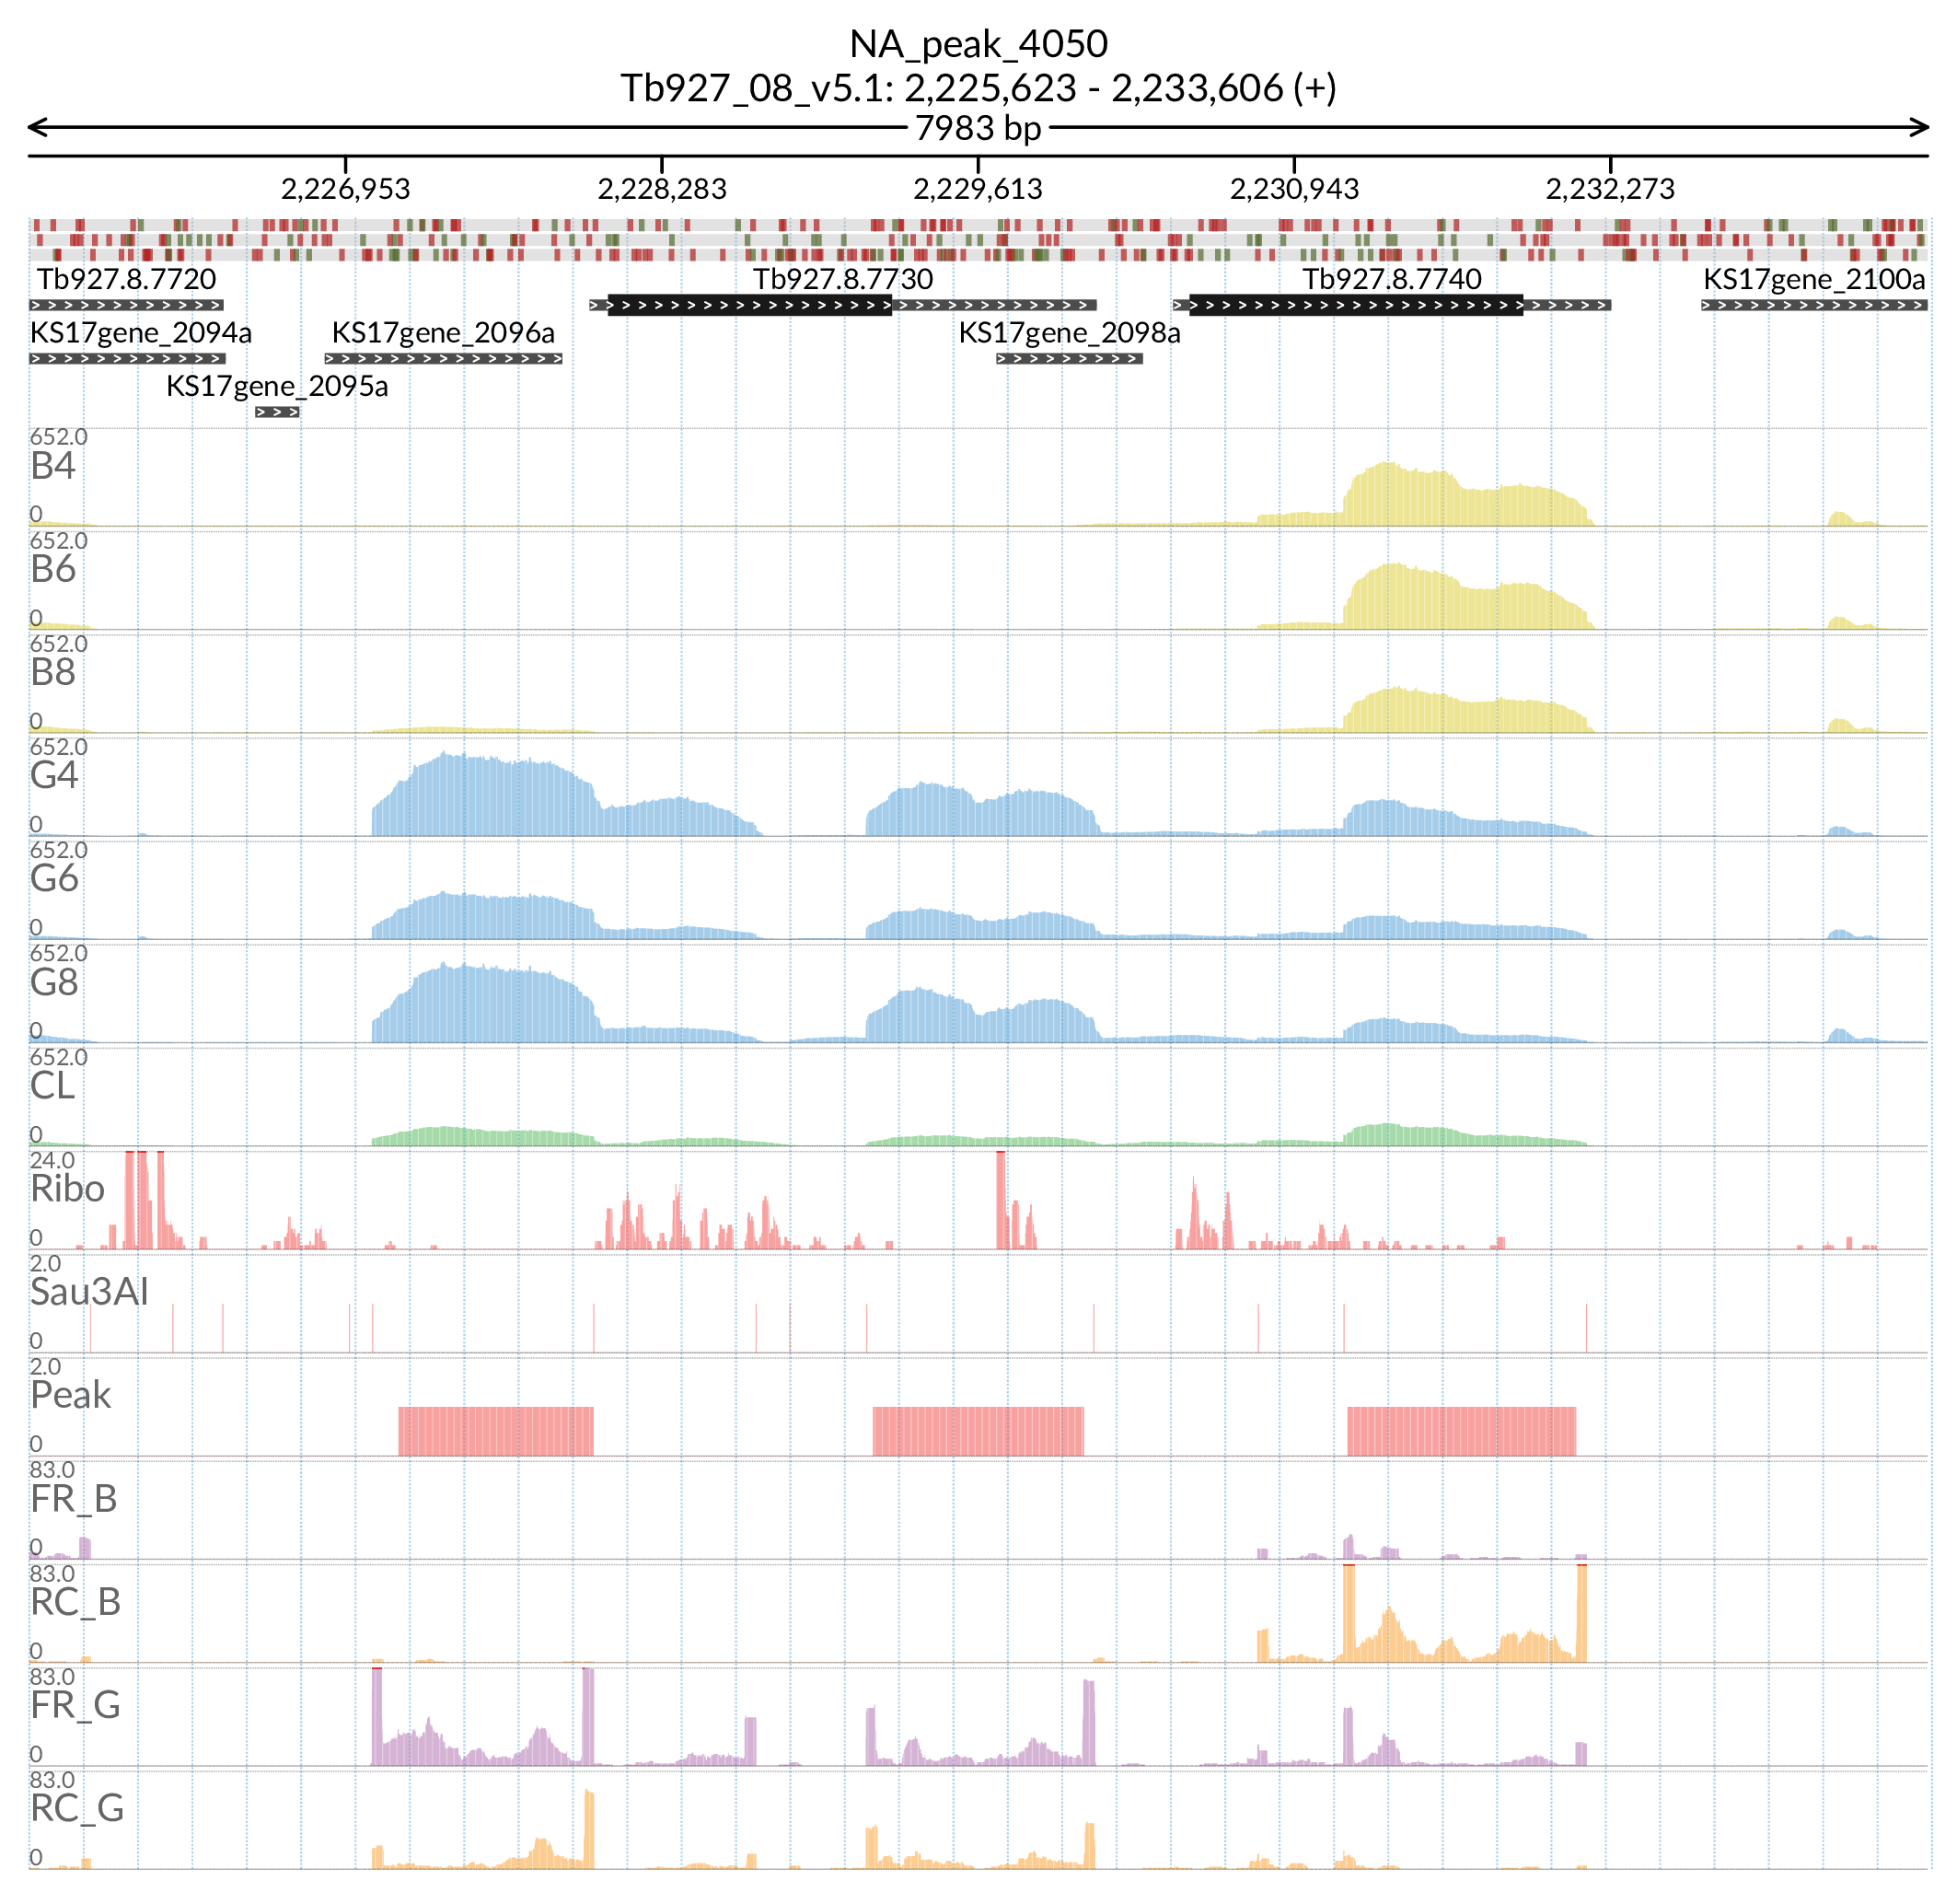 NA_peak_4050
Tb927_08_v5.1: 2,225,623 - 2,233,606 (+)
7983 bp
2,226,953 2,228,283 2,229,613 2,230,943 2,232,273
Tb927.8.7720 Tb927.8.7730 Tb927.8.7740 KS17gene_2100a
KS17gene_2094a KS17gene_2096a KS17gene_2098a
KS17gene_2095a
652.0
B4
0
652.0
B6
0
652.0
B8
0
652.0
G4
0
652.0
G6
0
652.0
G8
0
652.0
CL
0
24.0
Ribo
0
2.0
Sau3AI
0
2.0
Peak
0
83.0
FR_B
0
83.0
RC_B
0
83.0
FR_G
0
83.0
RC_G
0